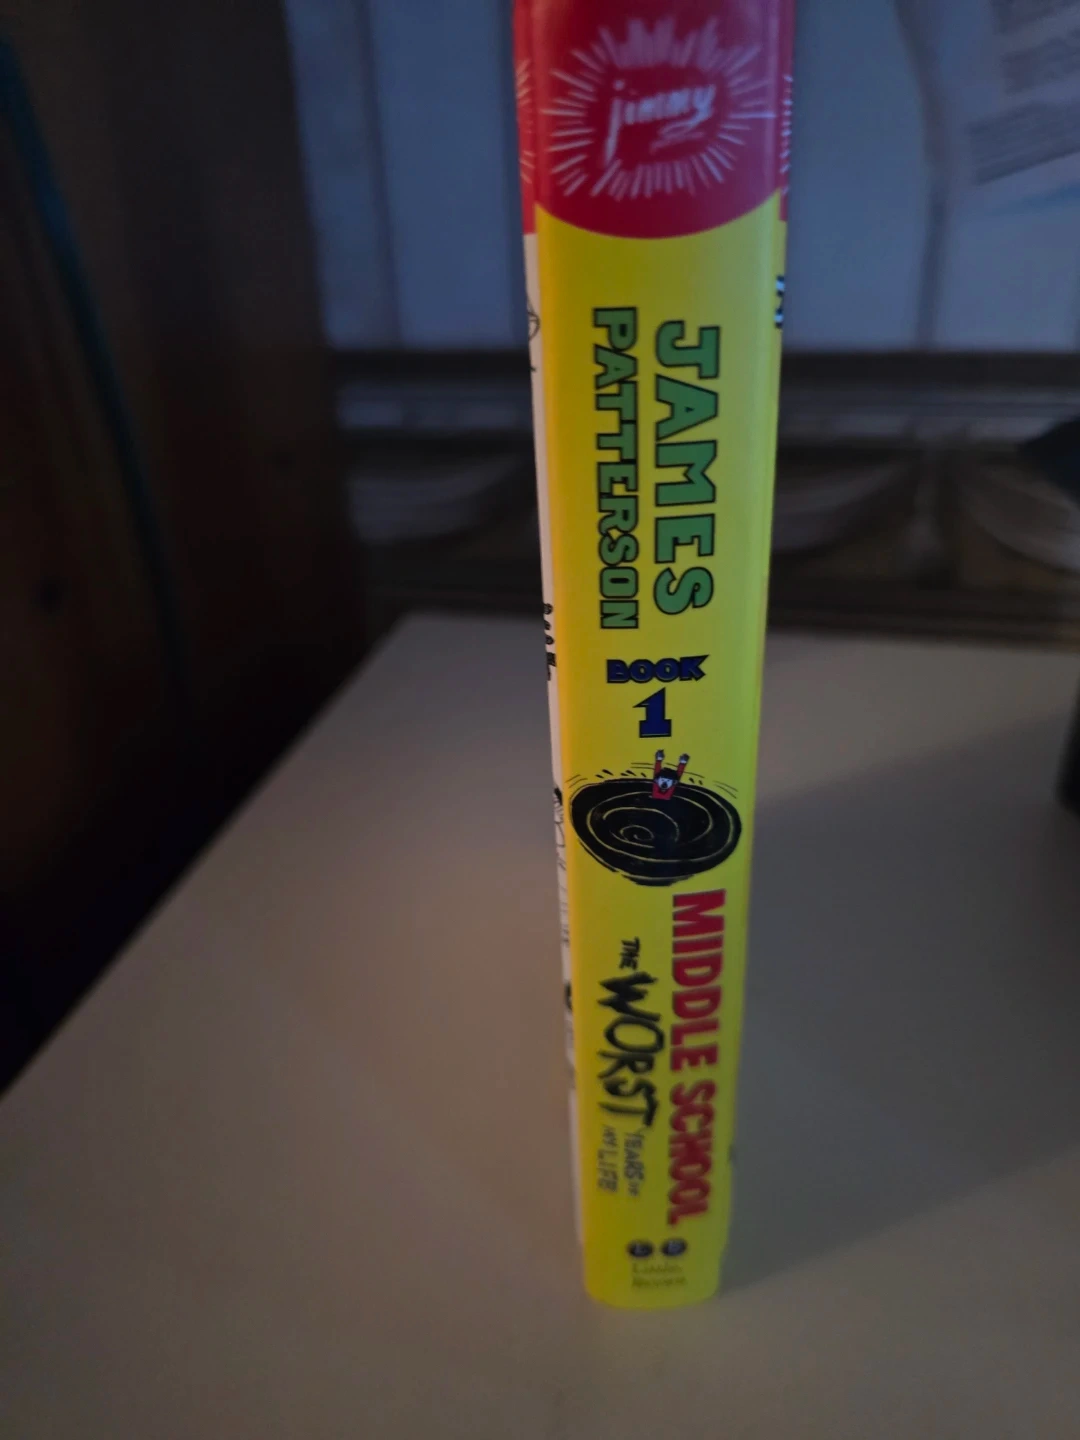 jimmy
JAMES
PATTERSON
BOOK
1
MIDDLE SCHOOL
THE WORST YEARS OF
MY LIFE
L B
Little,
Brown